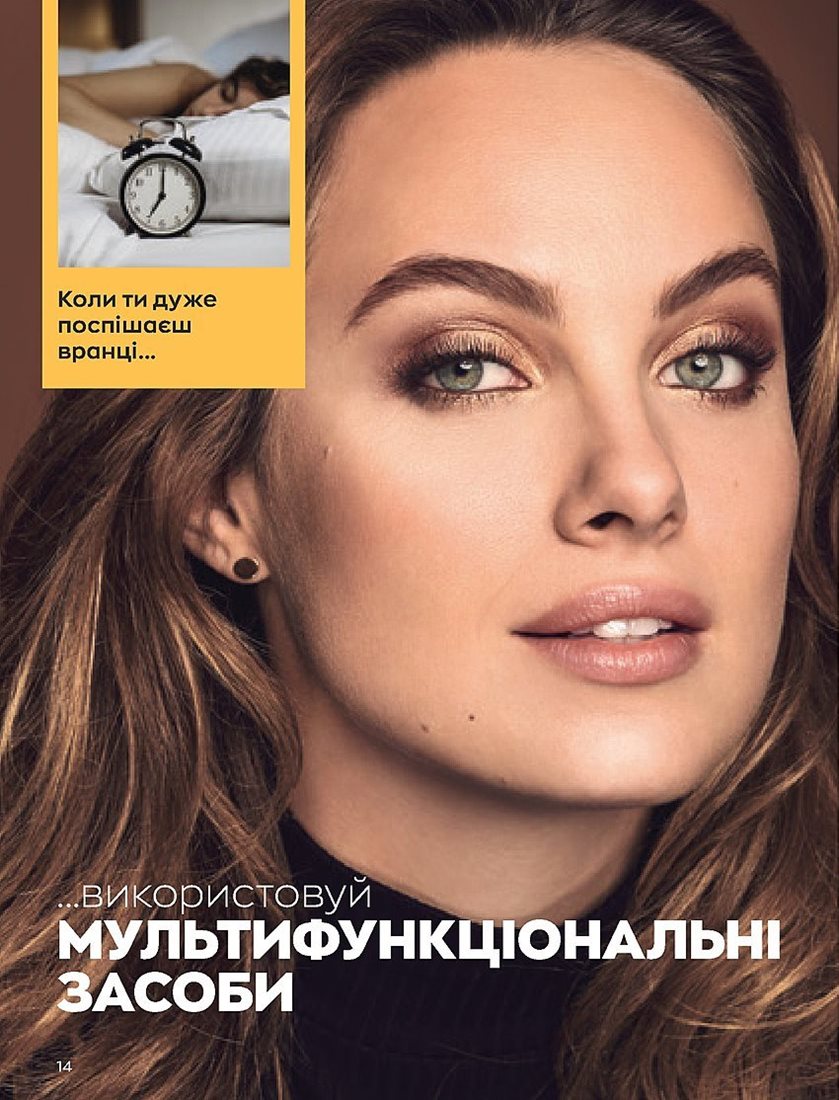 Коли ти дуже
поспішаєш
вранці...
...використовуй
МУЛЬТИФУНКЦІОНАЛЬНІ
ЗАСОБИ
14